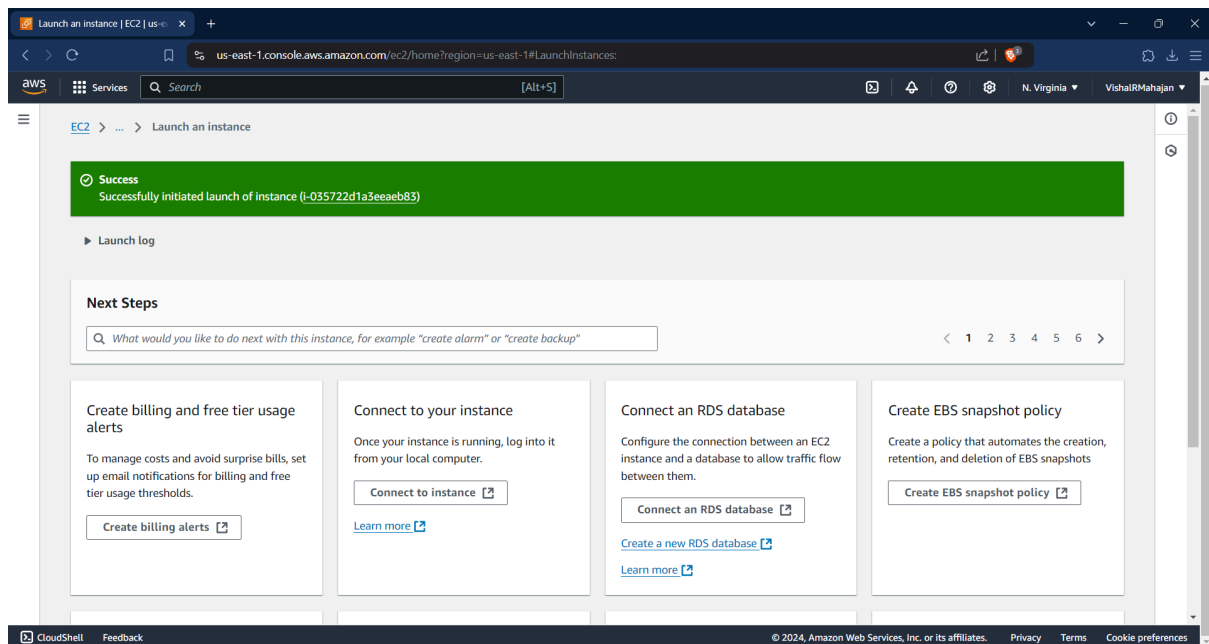 Launch an instance | EC2 | us-e
us-east-1.console.aws.amazon.com/ec2/home?region=us-east-1#LaunchInstances:
aws
Services
Search
[Alt+S]
N. Virginia
VishalRMahajan
EC2 > ... > Launch an instance
Success
Successfully initiated launch of instance (i-035722d1a3eeaeb83)
Launch log
Next Steps
What would you like to do next with this instance, for example "create alarm" or "create backup"
1 2 3 4 5 6
Create billing and free tier usage
alerts
To manage costs and avoid surprise bills, set
up email notifications for billing and free
tier usage thresholds.
Create billing alerts
Connect to your instance
Once your instance is running, log into it
from your local computer.
Connect to instance
Learn more
Connect an RDS database
Configure the connection between an EC2
instance and a database to allow traffic flow
between them.
Connect an RDS database
Create a new RDS database
Learn more
Create EBS snapshot policy
Create a policy that automates the creation,
retention, and deletion of EBS snapshots
Create EBS snapshot policy
CloudShell
Feedback
© 2024, Amazon Web Services, Inc. or its affiliates.
Privacy
Terms
Cookie preferences